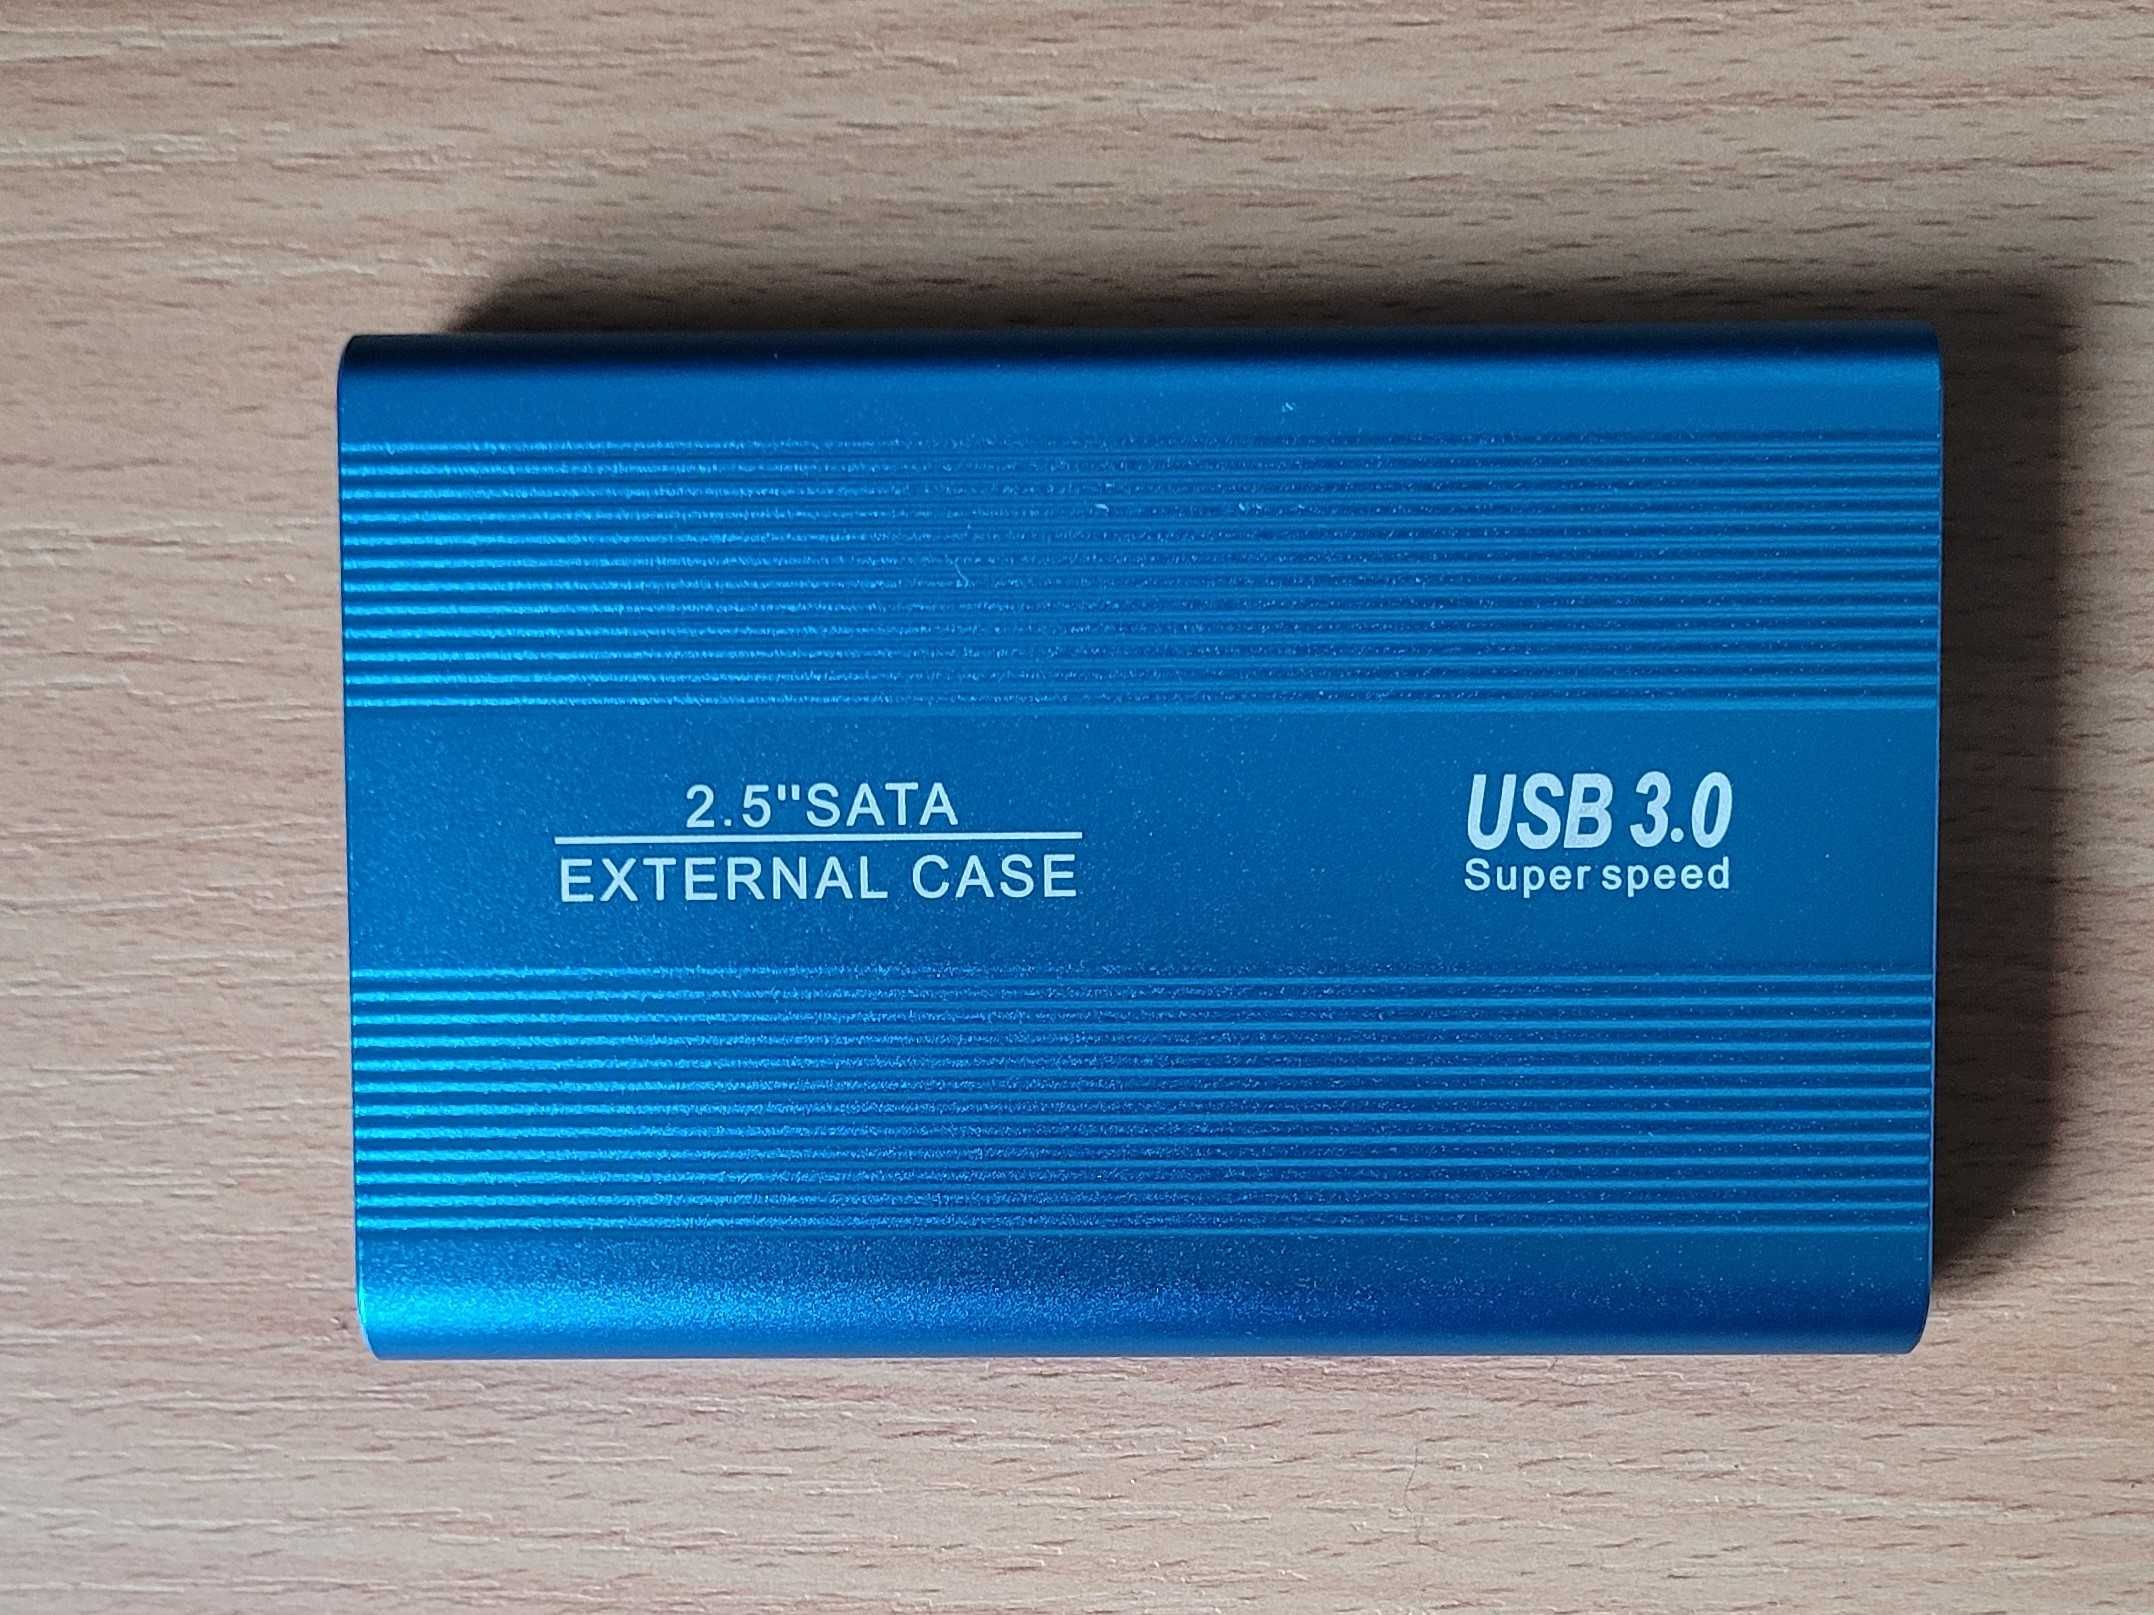 2.5"SATA
EXTERNAL CASE
USB 3.0
Super speed